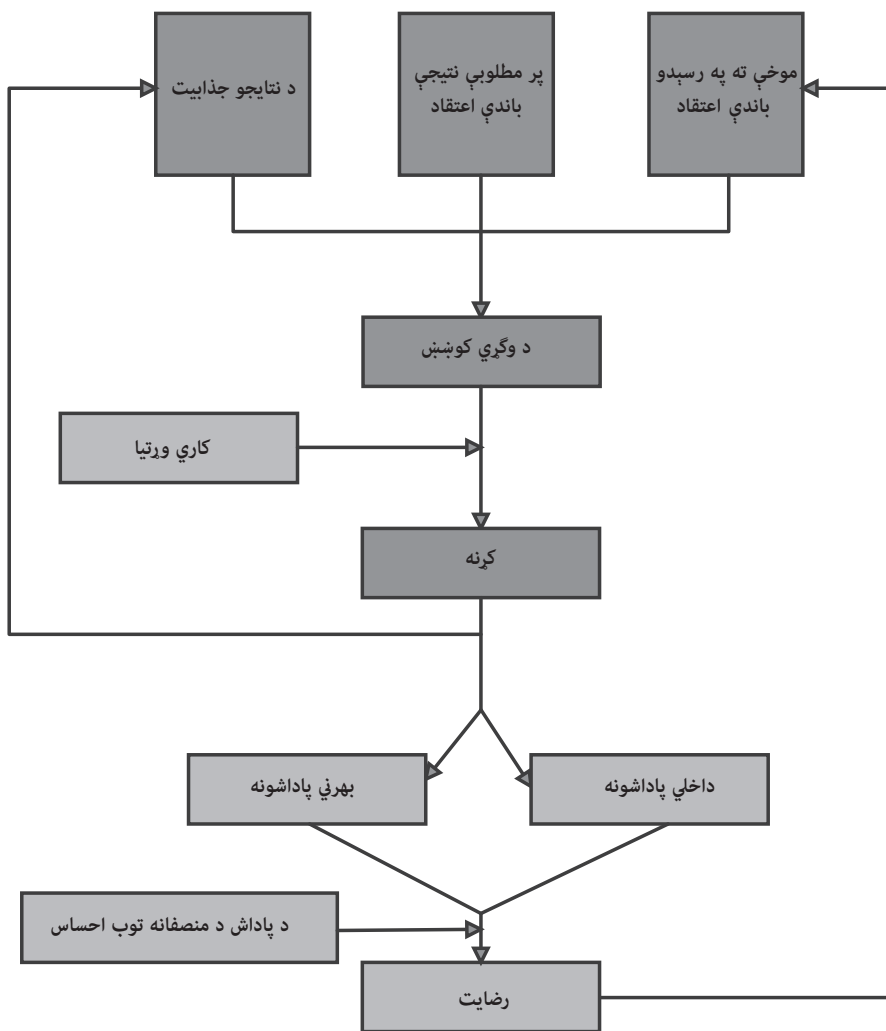 موخې ته په رسېدو
باندې اعتقاد
پر مطلوبې نتيجې
باندې اعتقاد
د نتايجو جذابيت
د وګړي کوښښ
کاري وړتيا
کړنه
داخلي پاداشونه
بهرني پاداشونه
د پاداش د منصفانه توب احساس
رضايت